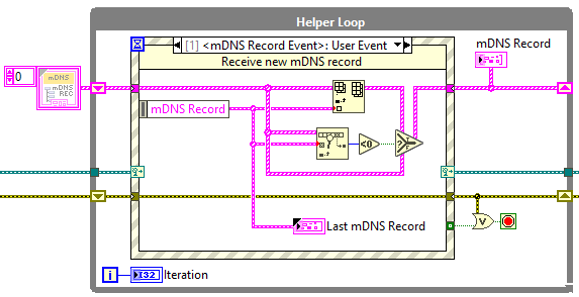 Helper Loop
[1] <mDNS Record Event>: User Event
Receive new mDNS record
mDNS Record
0
mDNS
mDNS
REC
mDNS Record
<0
?
Last mDNS Record
V
i
I32
Iteration